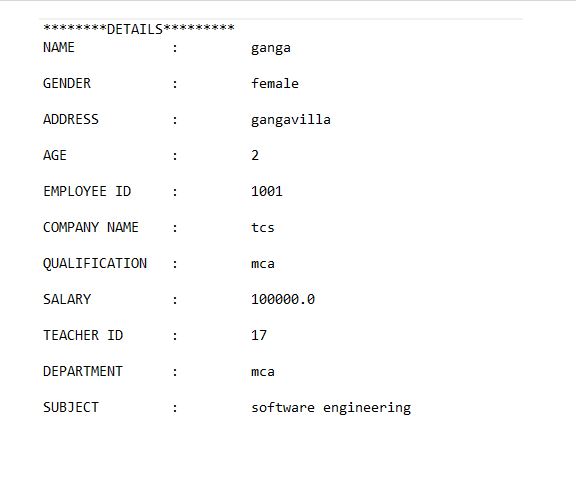 ********DETAILS*********
NAME : ganga
GENDER : female
ADDRESS : gangavilla
AGE : 2
EMPLOYEE ID : 1001
COMPANY NAME : tcs
QUALIFICATION : mca
SALARY : 100000.0
TEACHER ID : 17
DEPARTMENT : mca
SUBJECT : software engineering